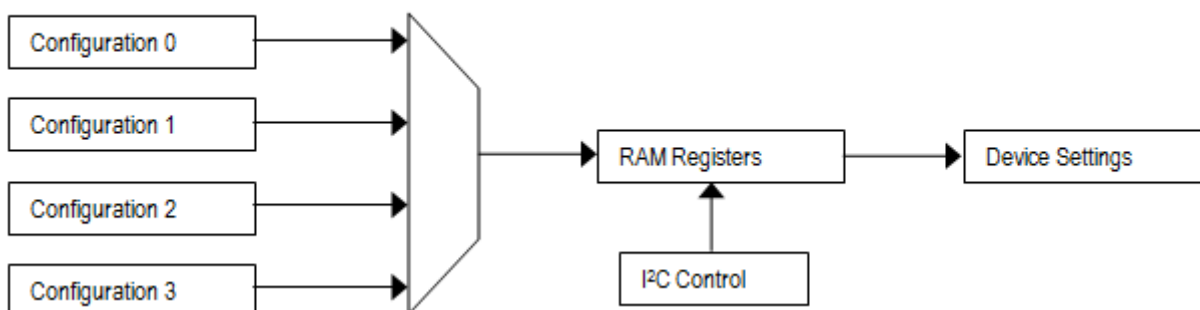 Configuration 0
Configuration 1
Configuration 2
Configuration 3
RAM Registers
Device Settings
I²C Control